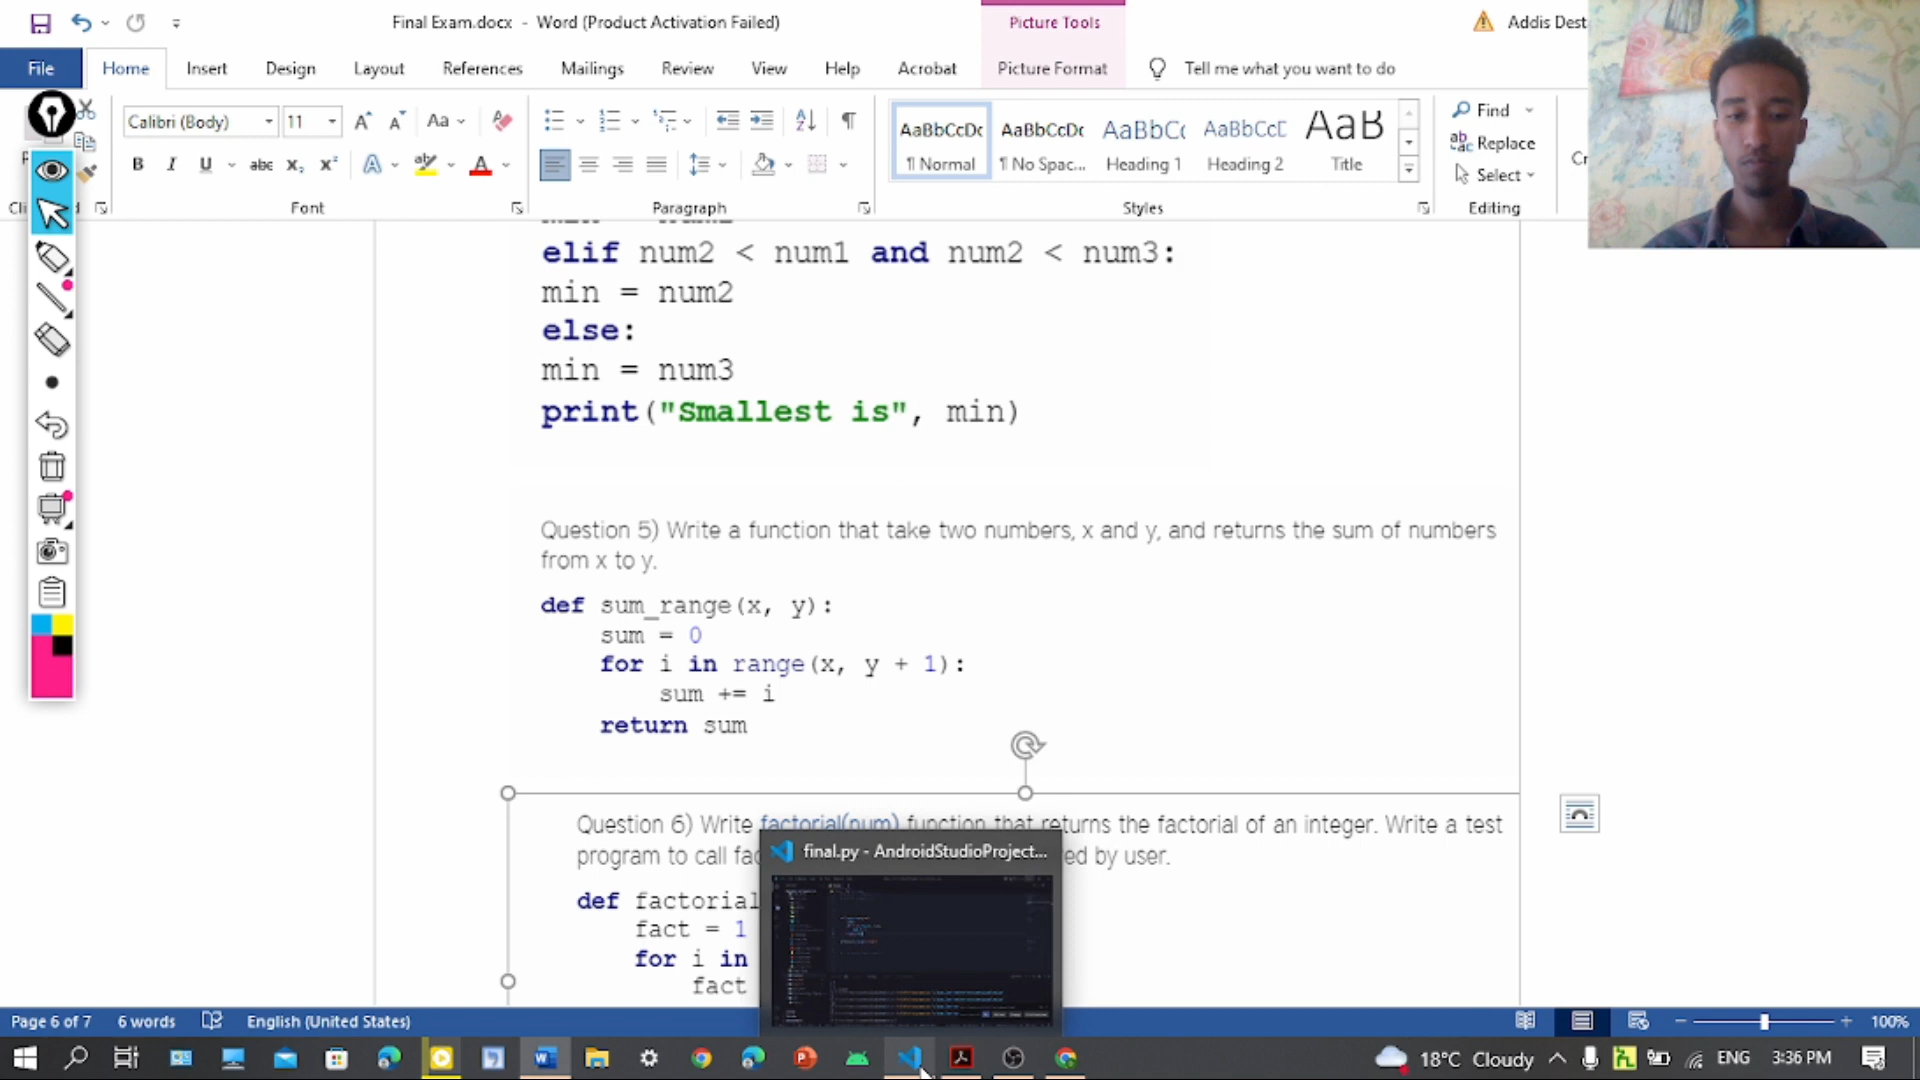 Final Exam.docx - Word (Product Activation Failed)
Picture Tools
Addis Dest
File
Home
Insert
Design
Layout
References
Mailings
Review
View
Help
Acrobat
Picture Format
Tell me what you want to do
Calibri (Body)
11
Aa
AaBbCcDc
AaBbCcDc
AaBbC
AaBbCcD
AaB
¶ Normal
¶ No Spac...
Heading 1
Heading 2
Title
Find
Replace
Select
B I U abc X₂ X²
Font
Paragraph
Styles
Editing
elif num2 < num1 and num2 < num3:
min = num2
else:
min = num3
print("Smallest is", min)
Question 5) Write a function that take two numbers, x and y, and returns the sum of numbers
from x to y.
def sum_range(x, y):
sum = 0
for i in range(x, y + 1):
sum += i
return sum
Question 6) Write factorial(num) function that returns the factorial of an integer. Write a test
program to call fac
ed by user.
def factorial
fact = 1
for i in
fact
final.py - AndroidStudioProject...
Page 6 of 7
6 words
English (United States)
100%
18°C Cloudy
ENG
3:36 PM